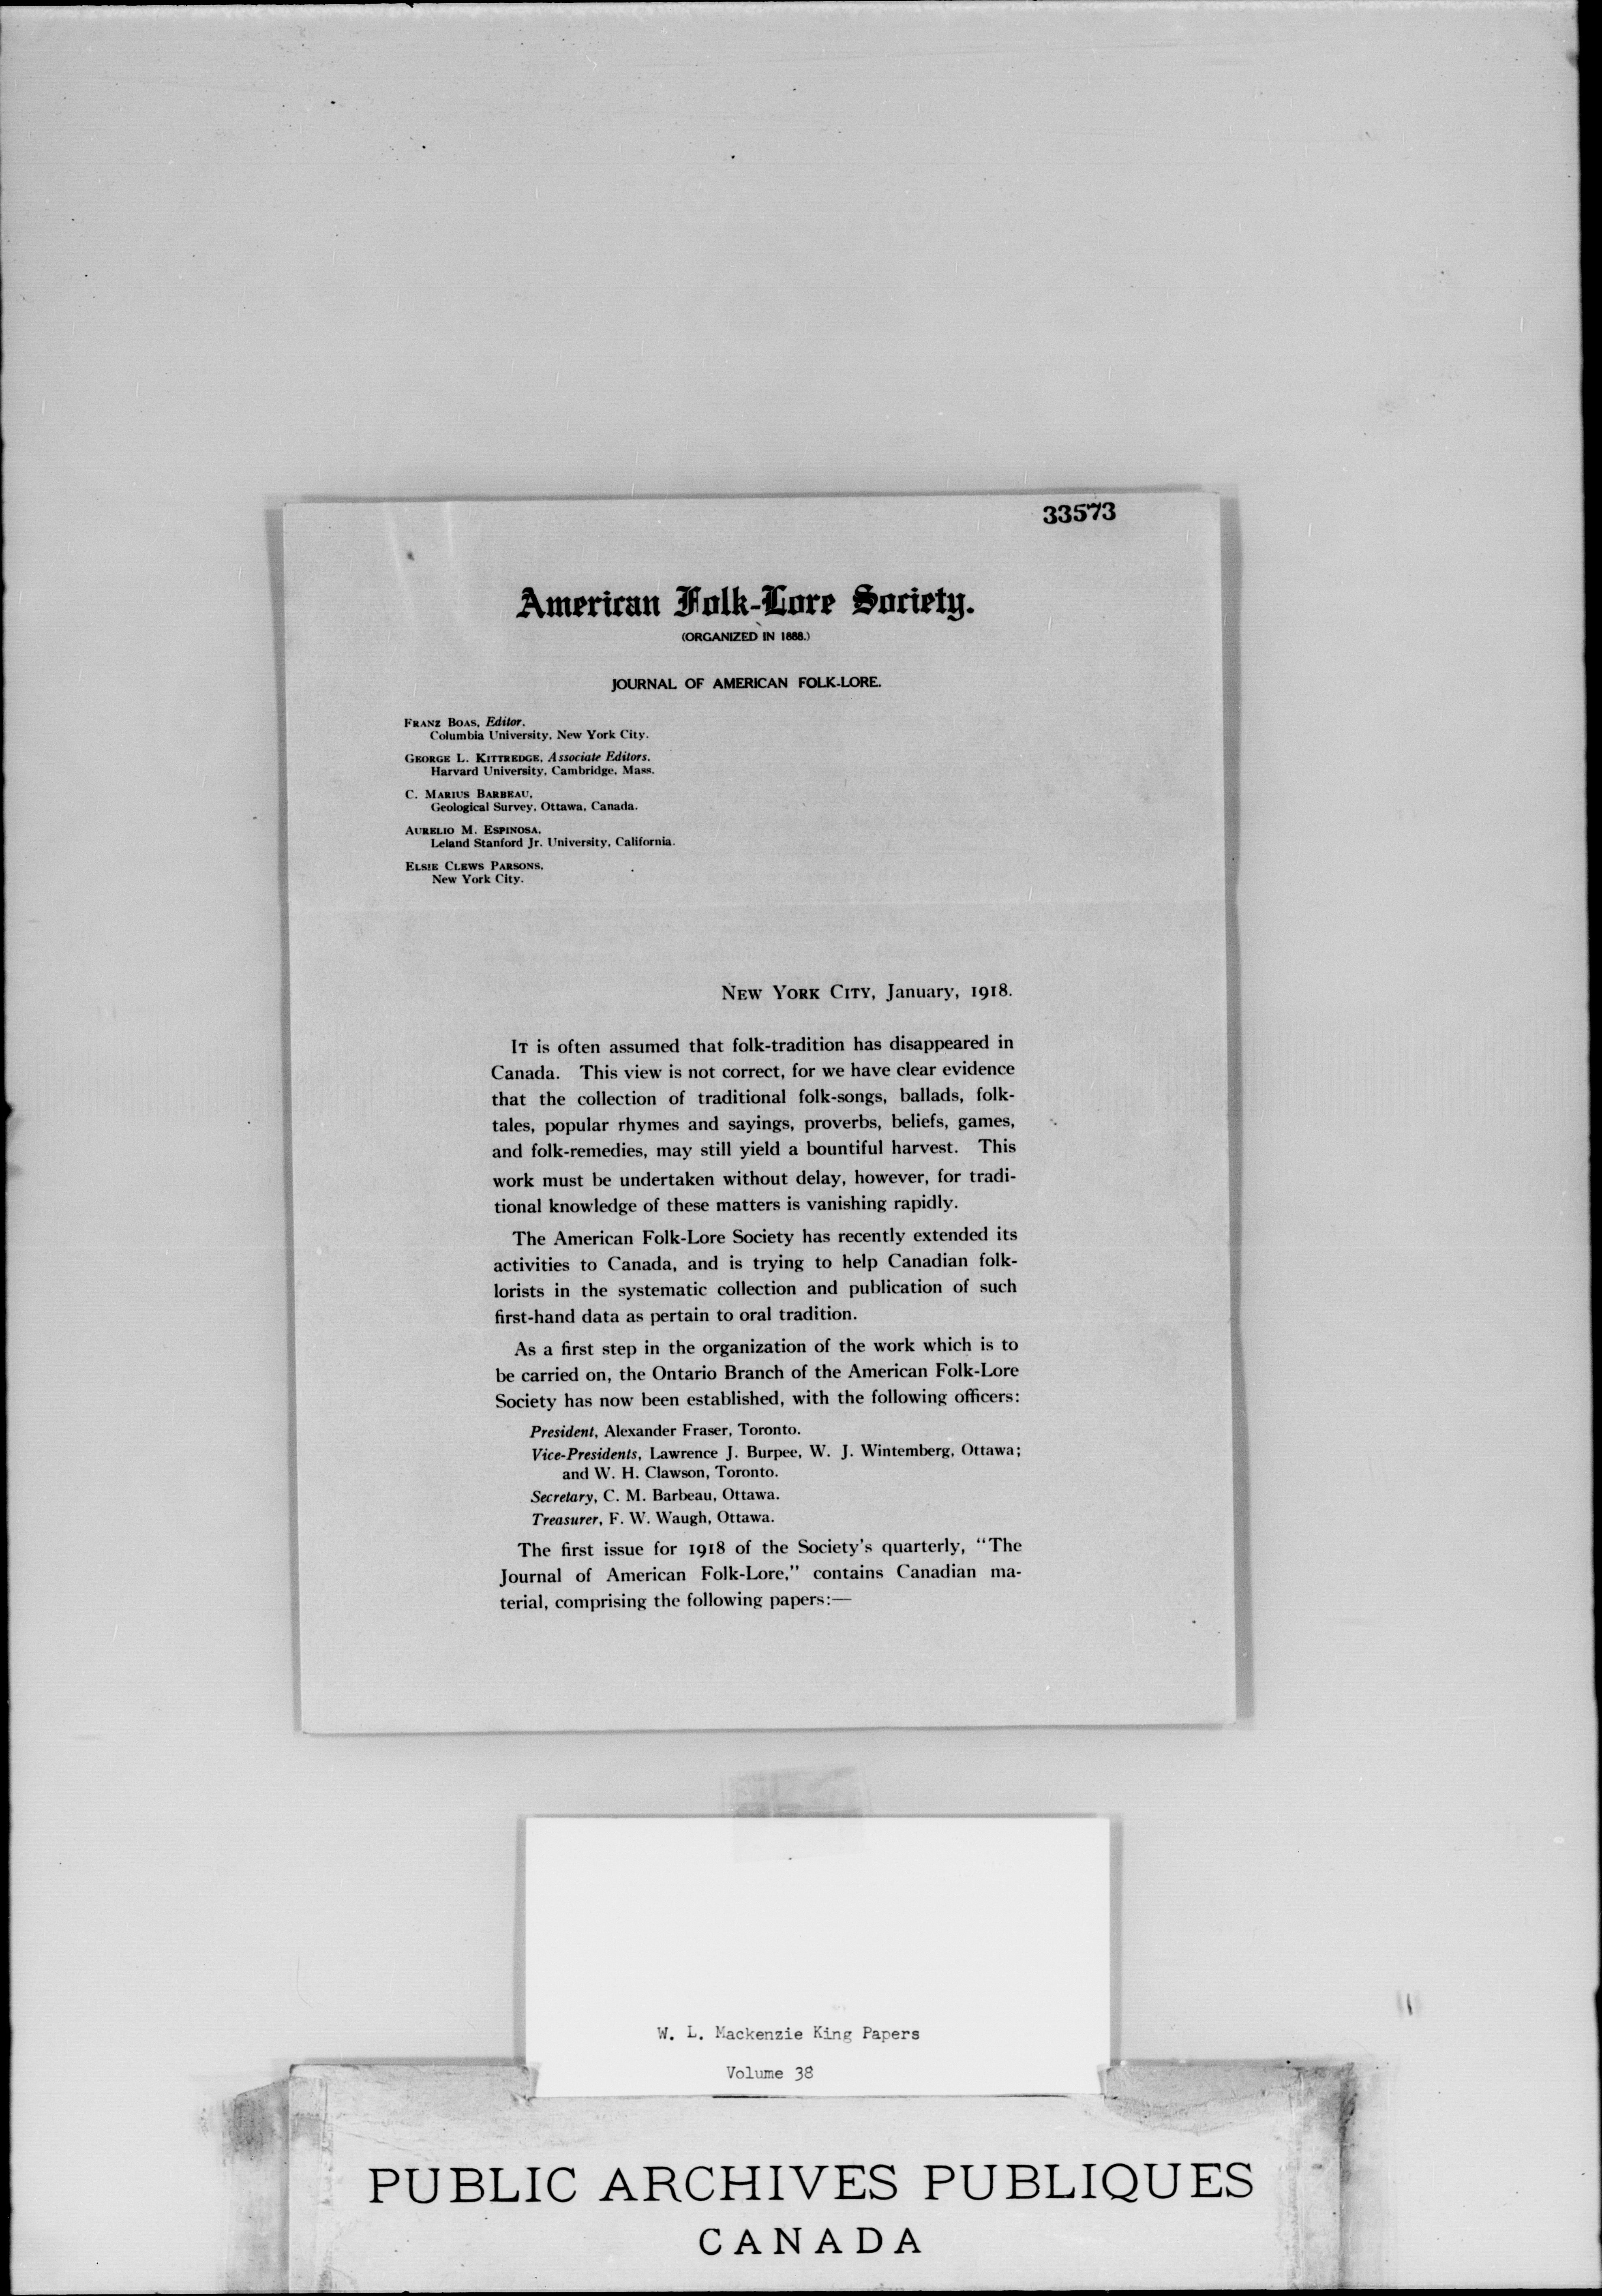 33573
American Folk-Lore Society.
(ORGANIZED IN 1888.)
JOURNAL OF AMERICAN FOLK-LORE.
FRANZ BOAS, Editor,
Columbia University, New York City.
GEORGE L. KITTREDGE, Associate Editors,
Harvard University, Cambridge, Mass.
C. MARIUS BARBEAU,
Geological Survey, Ottawa, Canada.
AURELIO M. ESPINOSA,
Leland Stanford Jr. University, California.
ELSIE CLEWS PARSONS,
New York City.
NEW YORK CITY, January, 1918.
IT is often assumed that folk-tradition has disappeared in
Canada. This view is not correct, for we have clear evidence
that the collection of traditional folk-songs, ballads, folk-
tales, popular rhymes and sayings, proverbs, beliefs, games,
and folk-remedies, may still yield a bountiful harvest. This
work must be undertaken without delay, however, for tradi-
tional knowledge of these matters is vanishing rapidly.
The American Folk-Lore Society has recently extended its
activities to Canada, and is trying to help Canadian folk-
lorists in the systematic collection and publication of such
first-hand data as pertain to oral tradition.
As a first step in the organization of the work which is to
be carried on, the Ontario Branch of the American Folk-Lore
Society has now been established, with the following officers:
President, Alexander Fraser, Toronto.
Vice-Presidents, Lawrence J. Burpee, W. J. Wintemberg, Ottawa;
and W. H. Clawson, Toronto.
Secretary, C. M. Barbeau, Ottawa.
Treasurer, F. W. Waugh, Ottawa.
The first issue for 1918 of the Society's quarterly, "The
Journal of American Folk-Lore," contains Canadian ma-
terial, comprising the following papers:—
W. L. Mackenzie King Papers
Volume 38
PUBLIC ARCHIVES PUBLIQUES
CANADA